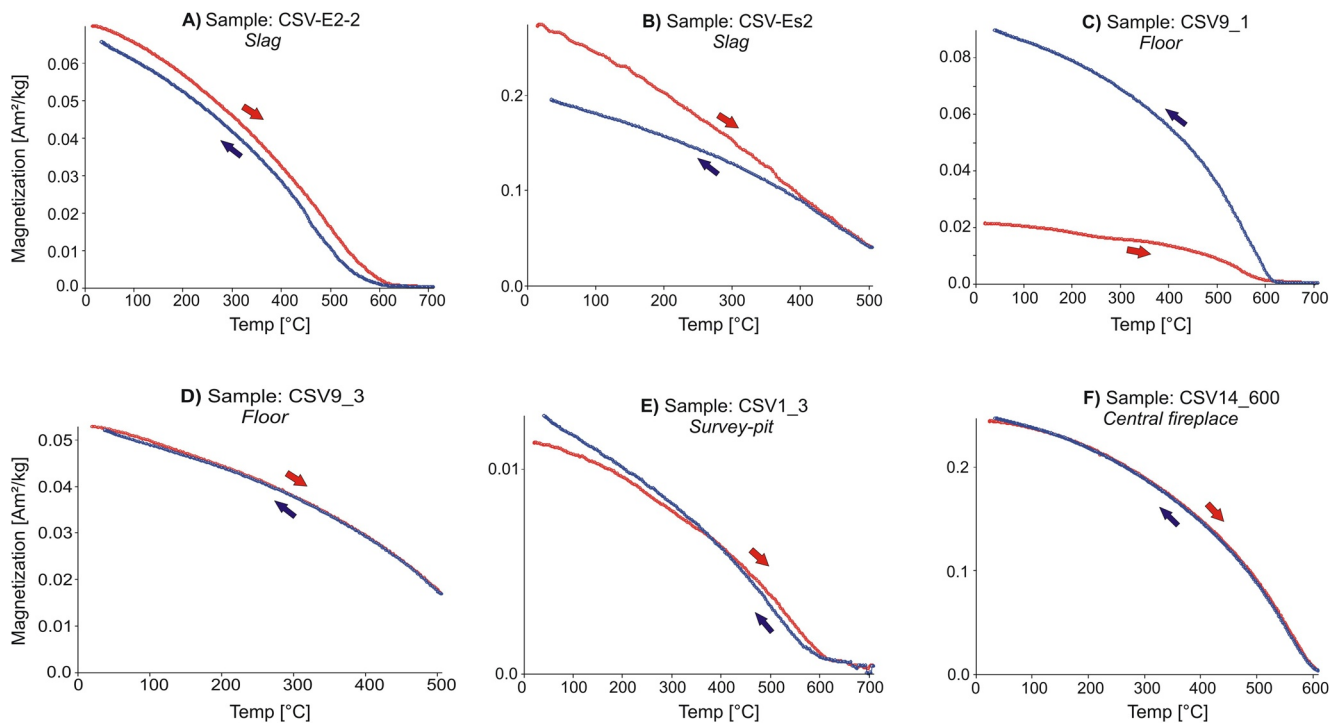 A) Sample: CSV-E2-2
Slag
Magnetization [Am²/kg]
0.06
0.05
0.04
0.03
0.02
0.01
0.0
0 100 200 300 400 500 600 700
Temp [°C]
B) Sample: CSV-Es2
Slag
0.2
0.1
0.0
100 200 300 400 500
Temp [°C]
C) Sample: CSV9_1
Floor
0.08
0.06
0.04
0.02
0.0
0 100 200 300 400 500 600 700
Temp [°C]
D) Sample: CSV9_3
Floor
Magnetization [Am²/kg]
0.05
0.04
0.03
0.02
0.01
0.0
100 200 300 400 500
Temp [°C]
E) Sample: CSV1_3
Survey-pit
0.01
0.0
0 100 200 300 400 500 600 700
Temp [°C]
F) Sample: CSV14_600
Central fireplace
0.2
0.1
0.0
0 100 200 300 400 500 600
Temp [°C]